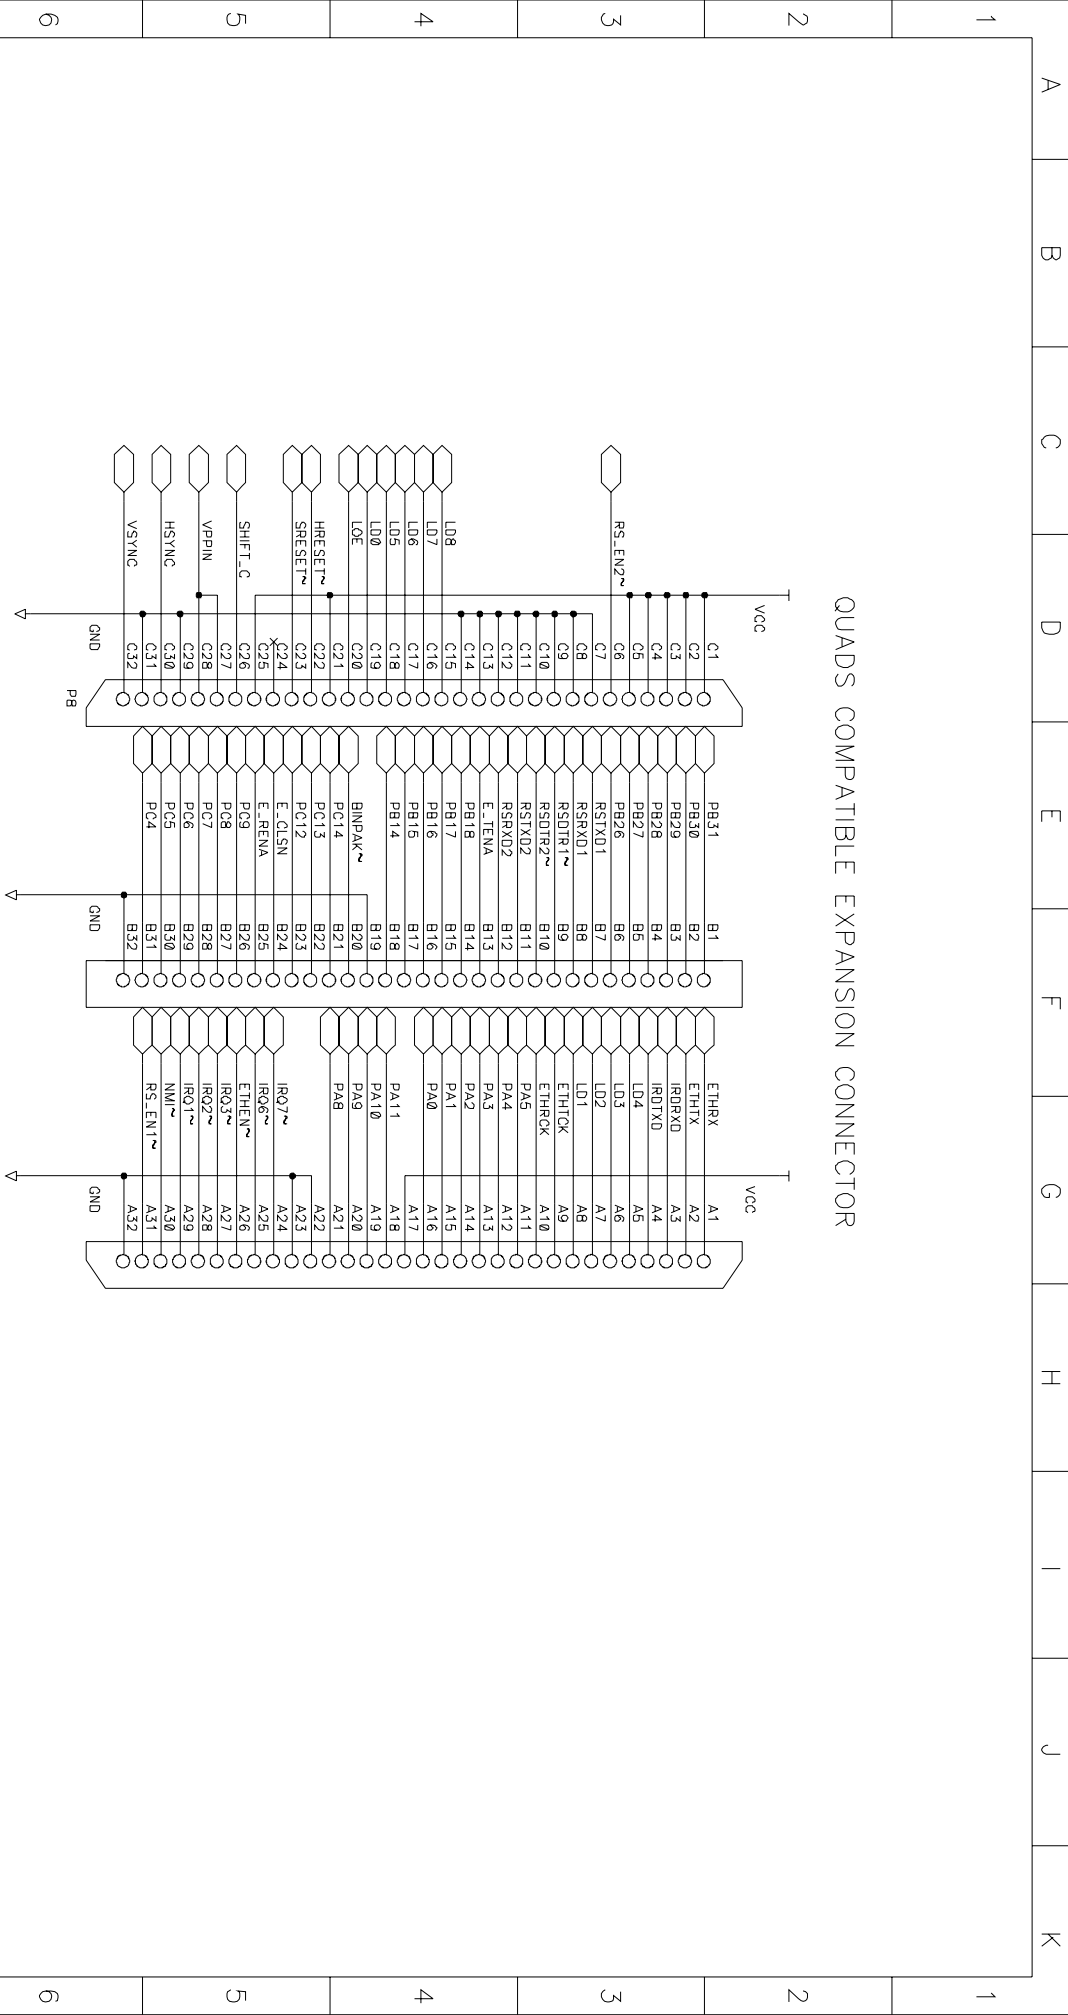 A B C D E F G H I J K
1 1
2 2
3 3
4 4
5 5
6 6
QUADS COMPATIBLE EXPANSION CONNECTOR
VCC
VCC
C1 PB31 B1 ETHRX A1
C2 PB30 B2 ETHTX A2
C3 PB29 B3 IRDRXD A3
C4 PB28 B4 IRDTXD A4
C5 PB27 B5 LD4 A5
RS_EN2~ C6 PB26 B6 LD3 A6
C7 RSTXD1 B7 LD2 A7
C8 RSRXD1 B8 LD1 A8
C9 RSDTR1~ B9 ETHTCK A9
C10 RSDTR2~ B10 ETHRCK A10
C11 RSTXD2 B11 PA5 A11
C12 RSRXD2 B12 PA4 A12
C13 E_TENA B13 PA3 A13
C14 PB18 B14 PA2 A14
LD8 C15 PB17 B15 PA1 A15
LD7 C16 PB16 B16 PA0 A16
LD6 C17 PB15 B17 A17
LD5 C18 PB14 B18 PA11 A18
LD0 C19 B19 PA10 A19
LOE C20 BINPAK~ B20 PA9 A20
C21 PC14 B21 PA8 A21
HRESET~ C22 PC13 B22 A22
SRESET~ C23 PC12 B23 A23
C24 E_CLSN B24 IRQ7~ A24
C25 E_RENA B25 IRQ6~ A25
SHIFT_C C26 PC9 B26 ETHEN~ A26
C27 PC8 B27 IRQ3~ A27
VPPIN C28 PC7 B28 IRQ2~ A28
C29 PC6 B29 IRQ1~ A29
HSYNC C30 PC5 B30 NMI~ A30
C31 PC4 B31 RS_EN1~ A31
VSYNC C32 B32 A32
GND GND GND
P8